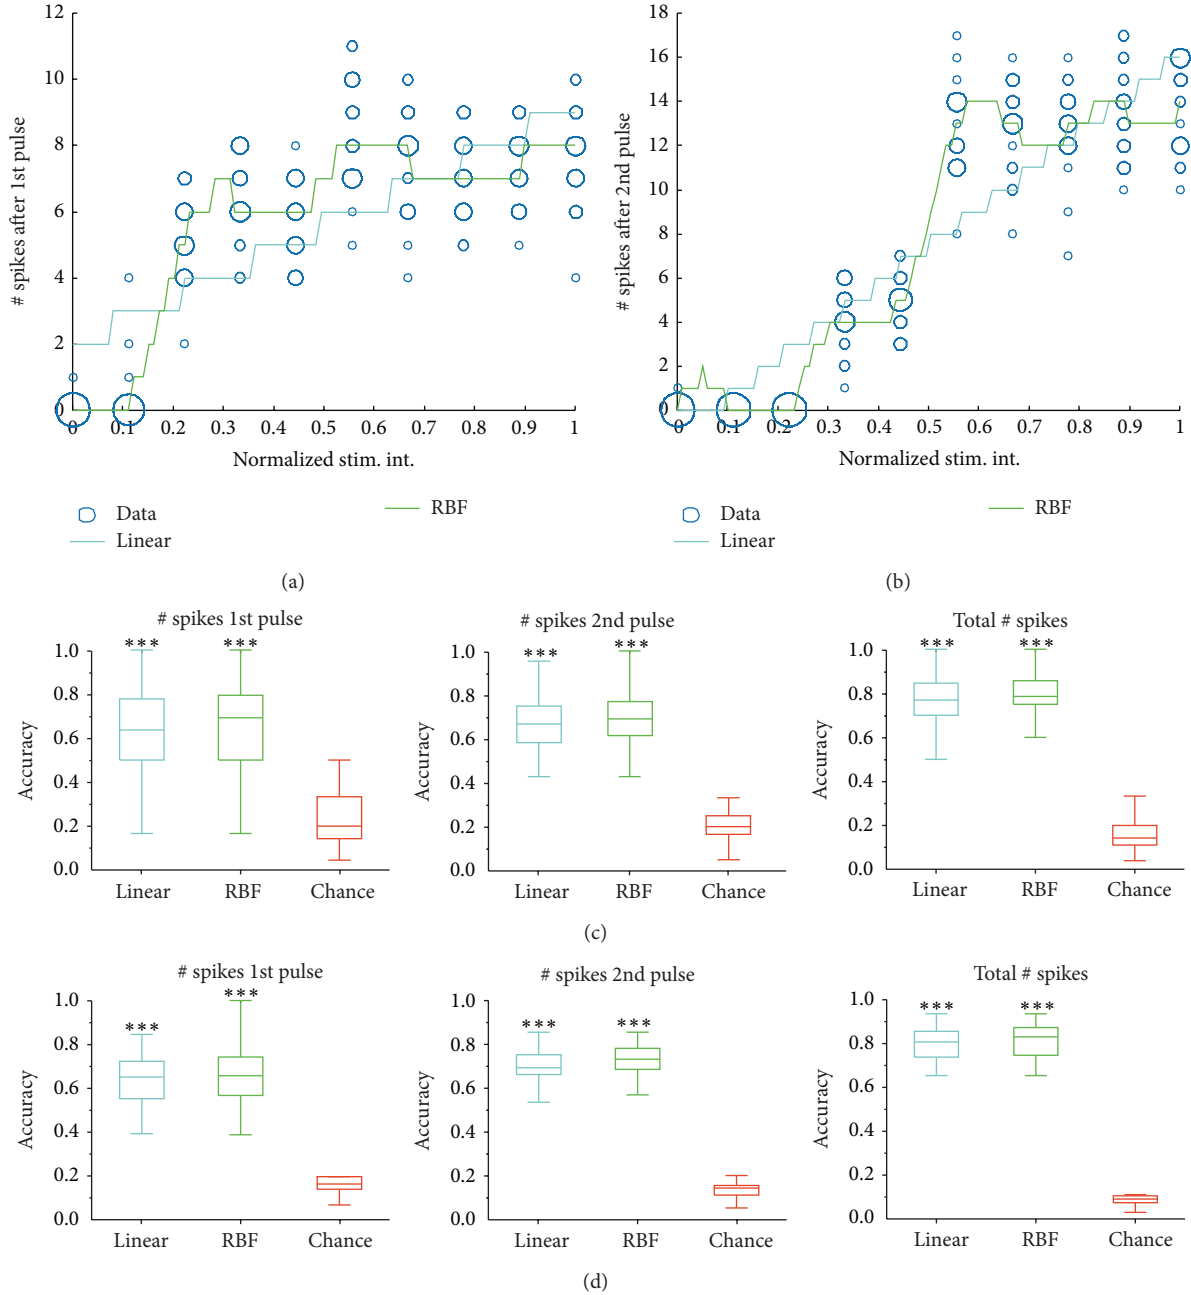 12
10
8
6
4
2
0
# spikes after 1st pulse
0 0.1 0.2 0.3 0.4 0.5 0.6 0.7 0.8 0.9 1
Normalized stim. int.
Data
Linear
RBF
(a)
18
16
14
12
10
8
6
4
2
0
# spikes after 2nd pulse
0 0.1 0.2 0.3 0.4 0.5 0.6 0.7 0.8 0.9 1
Normalized stim. int.
Data
Linear
RBF
(b)
# spikes 1st pulse
*** ***
1.0
0.8
0.6
0.4
0.2
0.0
Accuracy
Linear RBF Chance
# spikes 2nd pulse
*** ***
1.0
0.8
0.6
0.4
0.2
0.0
Accuracy
Linear RBF Chance
Total # spikes
*** ***
1.0
0.8
0.6
0.4
0.2
0.0
Accuracy
Linear RBF Chance
(c)
# spikes 1st pulse
*** ***
1.0
0.8
0.6
0.4
0.2
0.0
Accuracy
Linear RBF Chance
# spikes 2nd pulse
*** ***
1.0
0.8
0.6
0.4
0.2
0.0
Accuracy
Linear RBF Chance
Total # spikes
*** ***
1.0
0.8
0.6
0.4
0.2
0.0
Accuracy
Linear RBF Chance
(d)